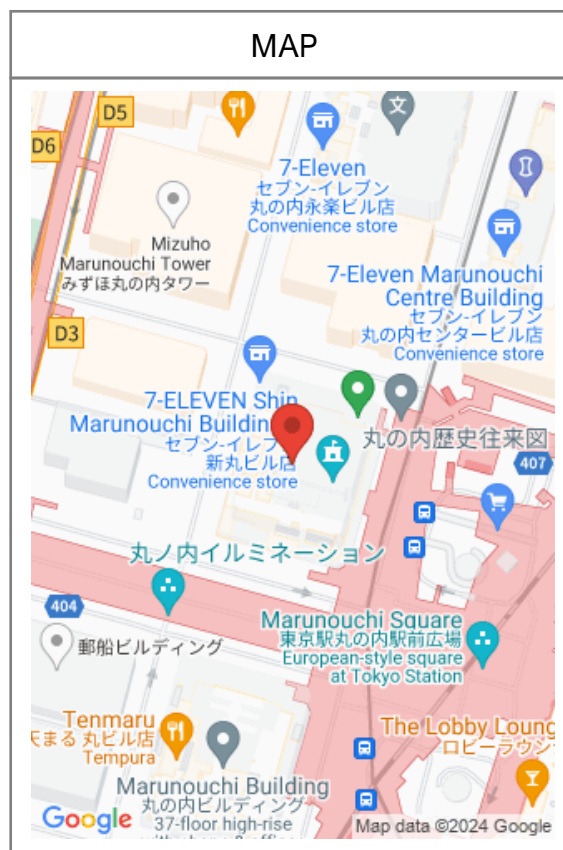 MAP
D5
D6
7-Eleven
セブン-イレブン
丸の内永楽ビル店
Convenience store
文
Mizuho
Marunouchi Tower
みずほ丸の内タワー
7-Eleven Marunouchi
Centre Building
セブン-イレブン
丸の内センタービル店
Convenience store
D3
7-ELEVEN Shin
Marunouchi Building
セブン-イレブン
新丸ビル店
Convenience store
丸の内歴史往来図
407
丸ノ内イルミネーション
404
郵船ビルディング
Marunouchi Square
東京駅丸の内駅前広場
European-style square
at Tokyo Station
Tenmaru
天まる 丸ビル店
Tempura
The Lobby Loung
ロビーラウン
Marunouchi Building
丸の内ビルディング
37-floor high-rise
Google
Map data ©2024 Google